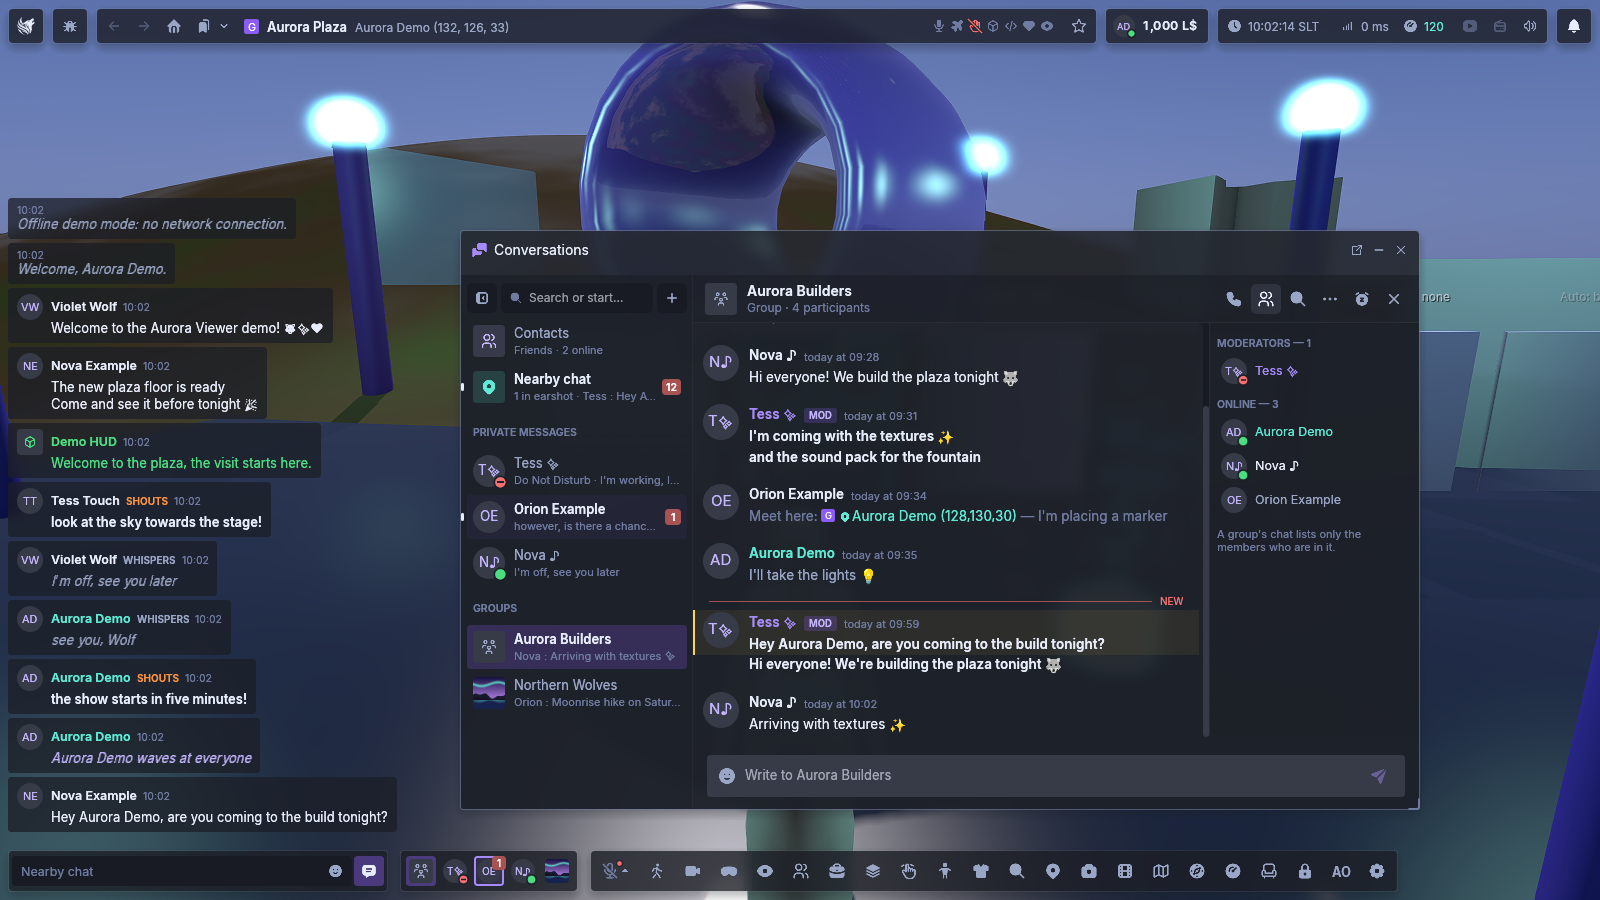 Aurora Plaza Aurora Demo (132, 126, 33)
AD 1,000 L$
10:02:14 SLT 0 ms 120
10:02
Offline demo mode: no network connection.
10:02
Welcome, Aurora Demo.
VW Violet Wolf 10:02
Welcome to the Aurora Viewer demo!
NE Nova Example 10:02
The new plaza floor is ready
Come and see it before tonight
Demo HUD 10:02
Welcome to the plaza, the visit starts here.
TT Tess Touch SHOUTS 10:02
look at the sky towards the stage!
VW Violet Wolf WHISPERS 10:02
I'm off, see you later
AD Aurora Demo WHISPERS 10:02
see you, Wolf
AD Aurora Demo SHOUTS 10:02
the show starts in five minutes!
AD Aurora Demo 10:02
Aurora Demo waves at everyone
NE Nova Example 10:02
Hey Aurora Demo, are you coming to the build tonight?
Nearby chat
Conversations
Search or start...
Contacts
Friends · 2 online
Nearby chat
1 in earshot · Tess : Hey A... 12
PRIVATE MESSAGES
Tess
Do Not Disturb · I'm working, I...
OE Orion Example
however, is there a chanc... 1
Nova ♪
I'm off, see you later
GROUPS
Aurora Builders
Nova : Arriving with textures
Northern Wolves
Orion : Moonrise hike on Satur...
Aurora Builders
Group · 4 participants
N♪ Nova ♪ today at 09:28
Hi everyone! We build the plaza tonight 🐺
Tess MOD today at 09:31
I'm coming with the textures ✨
and the sound pack for the fountain
OE Orion Example today at 09:34
Meet here: G Aurora Demo (128,130,30) — I'm placing a marker
AD Aurora Demo today at 09:35
I'll take the lights 💡
NEW
Tess MOD today at 09:59
Hey Aurora Demo, are you coming to the build tonight?
Hi everyone! We're building the plaza tonight 🐺
N♪ Nova ♪ today at 10:02
Arriving with textures ✨
Write to Aurora Builders
MODERATORS — 1
Tess
ONLINE — 3
AD Aurora Demo
N♪ Nova ♪
OE Orion Example
A group's chat lists only the
members who are in it.
none
Auto: b
OE 1
AO